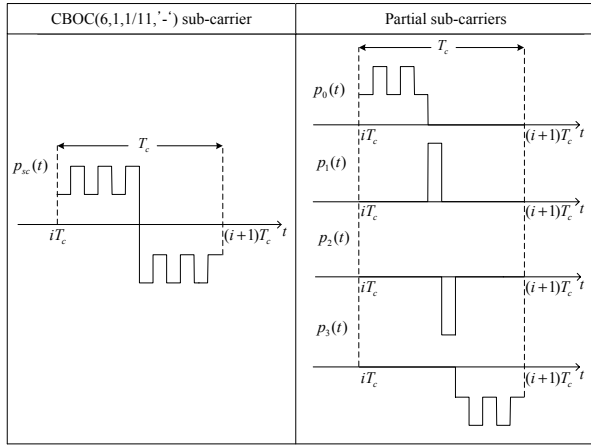 CBOC(6,1,1/11,’-‘) sub-carrier
Partial sub-carriers
T_c
p_sc(t)
iT_c
(i+1)T_c t
T_c
p_0(t)
iT_c
(i+1)T_c t
p_1(t)
iT_c
(i+1)T_c t
p_2(t)
iT_c
(i+1)T_c t
p_3(t)
iT_c
(i+1)T_c t